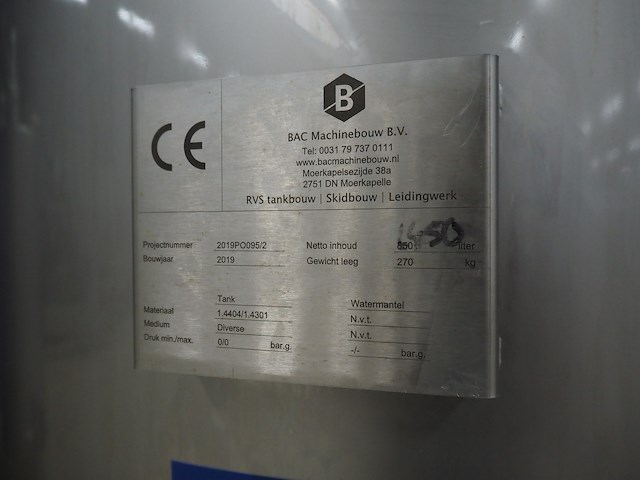 CE
B
BAC Machinebouw B.V.
Tel: 0031 79 737 0111
www.bacmachinebouw.nl
Moerkapelsezijde 38a
2751 DN Moerkapelle
RVS tankbouw | Skidbouw | Leidingwerk
Projectnummer 2019PO095/2 Netto inhoud 850 1650 liter
Bouwjaar 2019 Gewicht leeg 270 kg
Tank Watermantel
Materiaal 1.4404/1.4301 N.v.t.
Medium Diverse N.v.t.
Druk min./max. 0/0 bar.g. -/- bar.g.